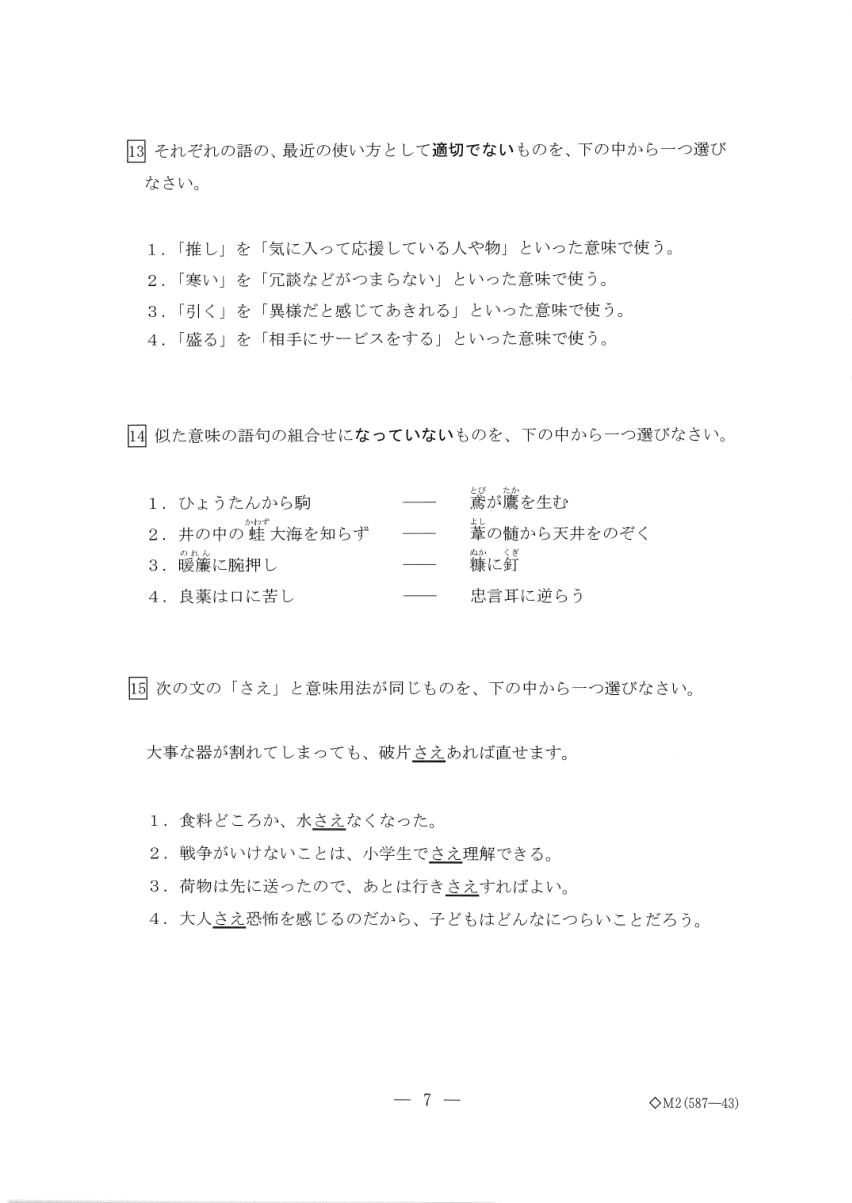 13 それぞれの語の、最近の使い方として適切でないものを、下の中から一つ選び
なさい。
1．「推し」を「気に入って応援している人や物」といった意味で使う。
2．「寒い」を「冗談などがつまらない」といった意味で使う。
3．「引く」を「異様だと感じてあきれる」といった意味で使う。
4．「盛る」を「相手にサービスをする」といった意味で使う。
14 似た意味の語句の組合せになっていないものを、下の中から一つ選びなさい。
とび たか
1．ひょうたんから駒 ―― 鳶が鷹を生む
かわず よし
2．井の中の蛙大海を知らず ―― 葦の髄から天井をのぞく
のれん ぬか くぎ
3．暖簾に腕押し ―― 糠に釘
4．良薬は口に苦し ―― 忠言耳に逆らう
15 次の文の「さえ」と意味用法が同じものを、下の中から一つ選びなさい。
大事な器が割れてしまっても、破片さえあれば直せます。
1．食料どころか、水さえなくなった。
2．戦争がいけないことは、小学生でさえ理解できる。
3．荷物は先に送ったので、あとは行きさえすればよい。
4．大人さえ恐怖を感じるのだから、子どもはどんなにつらいことだろう。
― 7 ―
◇M2(587―43)